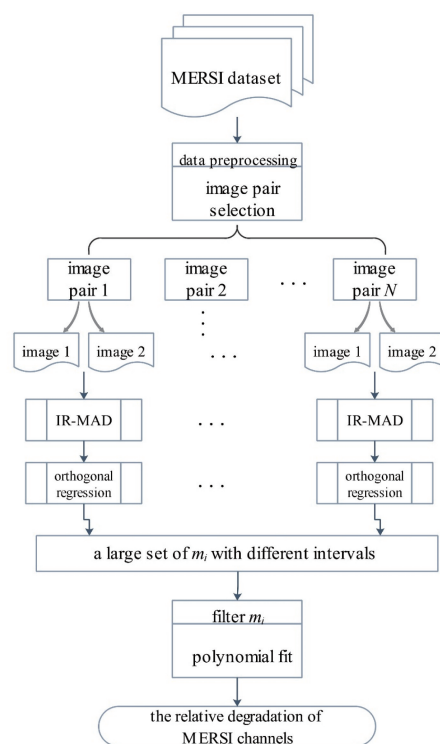 MERSI dataset
data preprocessing
image pair
selection
image
pair 1
image
pair 2
. . .
image
pair N
image 1
image 2
. . .
image 1
image 2
IR-MAD
. . .
IR-MAD
orthogonal
regression
. . .
orthogonal
regression
a large set of mi with different intervals
filter mi
polynomial fit
the relative degradation of
MERSI channels